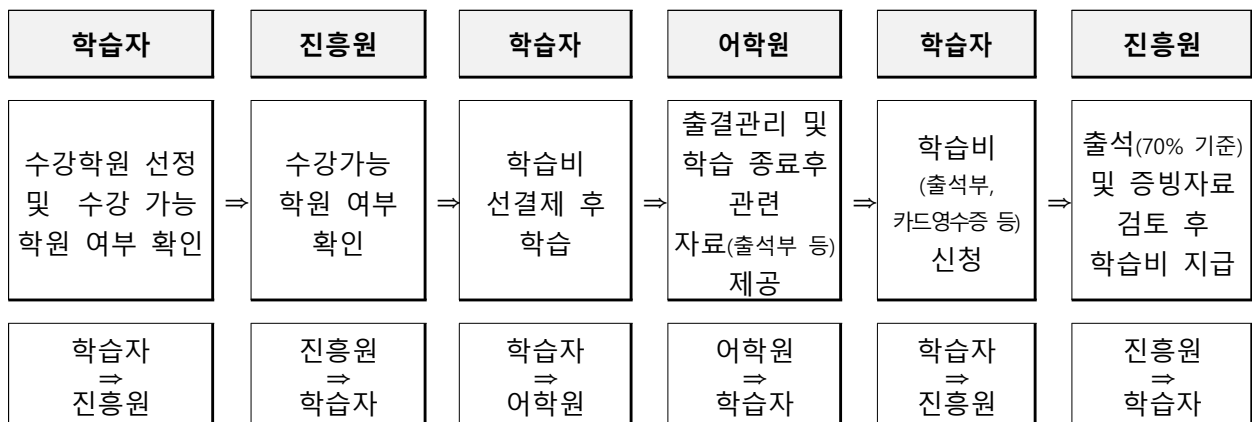 학습자
진흥원
학습자
어학원
학습자
진흥원
수강학원 선정
및 수강 가능
학원 여부 확인
⇒
수강가능
학원 여부
확인
⇒
학습비
선결제 후
학습
⇒
출결관리 및
학습 종료후
관련
자료(출석부 등)
제공
⇒
학습비
(출석부,
카드영수증 등)
신청
⇒
출석(70% 기준)
및 증빙자료
검토 후
학습비 지급
학습자
⇒
진흥원
진흥원
⇒
학습자
학습자
⇒
어학원
어학원
⇒
학습자
학습자
⇒
진흥원
진흥원
⇒
학습자